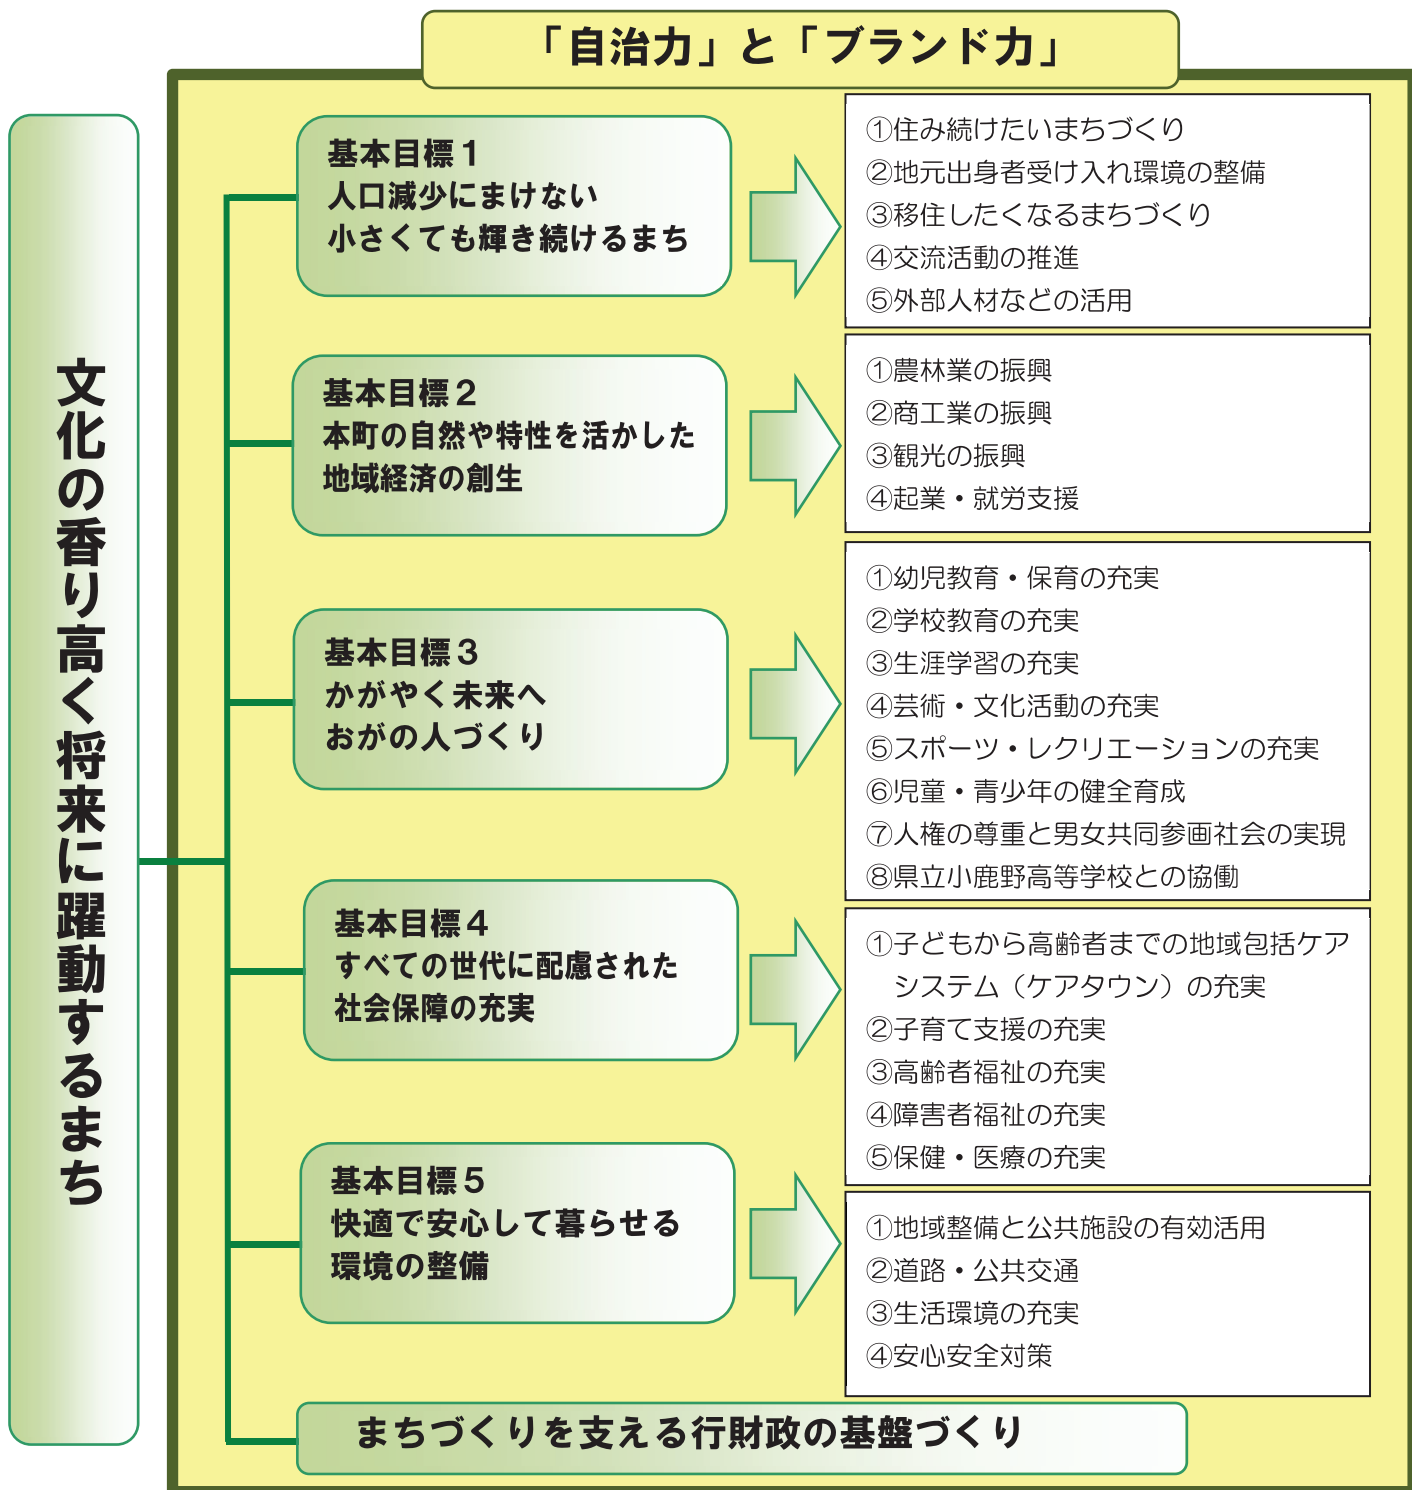 「自治力」と「ブランド力」
文化の香り高く将来に躍動するまち
基本目標１
人口減少にまけない
小さくても輝き続けるまち
①住み続けたいまちづくり
②地元出身者受け入れ環境の整備
③移住したくなるまちづくり
④交流活動の推進
⑤外部人材などの活用
基本目標２
本町の自然や特性を活かした
地域経済の創生
①農林業の振興
②商工業の振興
③観光の振興
④起業・就労支援
基本目標３
かがやく未来へ
おがの人づくり
①幼児教育・保育の充実
②学校教育の充実
③生涯学習の充実
④芸術・文化活動の充実
⑤スポーツ・レクリエーションの充実
⑥児童・青少年の健全育成
⑦人権の尊重と男女共同参画社会の実現
⑧県立小鹿野高等学校との協働
基本目標４
すべての世代に配慮された
社会保障の充実
①子どもから高齢者までの地域包括ケア
システム（ケアタウン）の充実
②子育て支援の充実
③高齢者福祉の充実
④障害者福祉の充実
⑤保健・医療の充実
基本目標５
快適で安心して暮らせる
環境の整備
①地域整備と公共施設の有効活用
②道路・公共交通
③生活環境の充実
④安心安全対策
まちづくりを支える行財政の基盤づくり